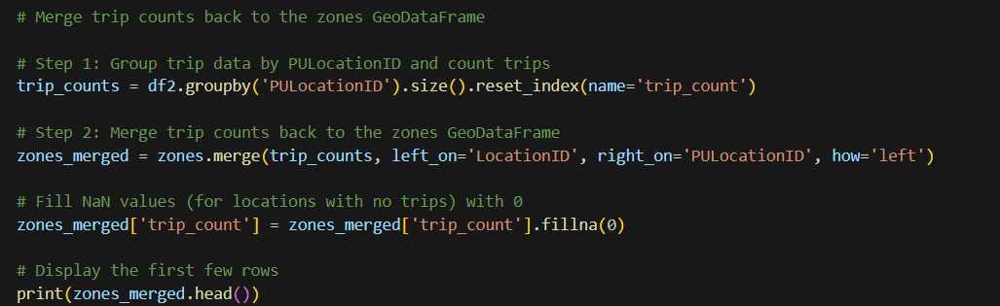 # Merge trip counts back to the zones GeoDataFrame
# Step 1: Group trip data by PULocationID and count trips
trip_counts = df2.groupby('PULocationID').size().reset_index(name='trip_count')
# Step 2: Merge trip counts back to the zones GeoDataFrame
zones_merged = zones.merge(trip_counts, left_on='LocationID', right_on='PULocationID', how='left')
# Fill NaN values (for locations with no trips) with 0
zones_merged['trip_count'] = zones_merged['trip_count'].fillna(0)
# Display the first few rows
print(zones_merged.head())